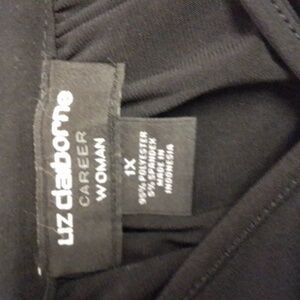 liz claiborne
CAREER
WOMAN
1X
95% POLYESTER
5% SPANDEX
MADE IN
INDONESIA